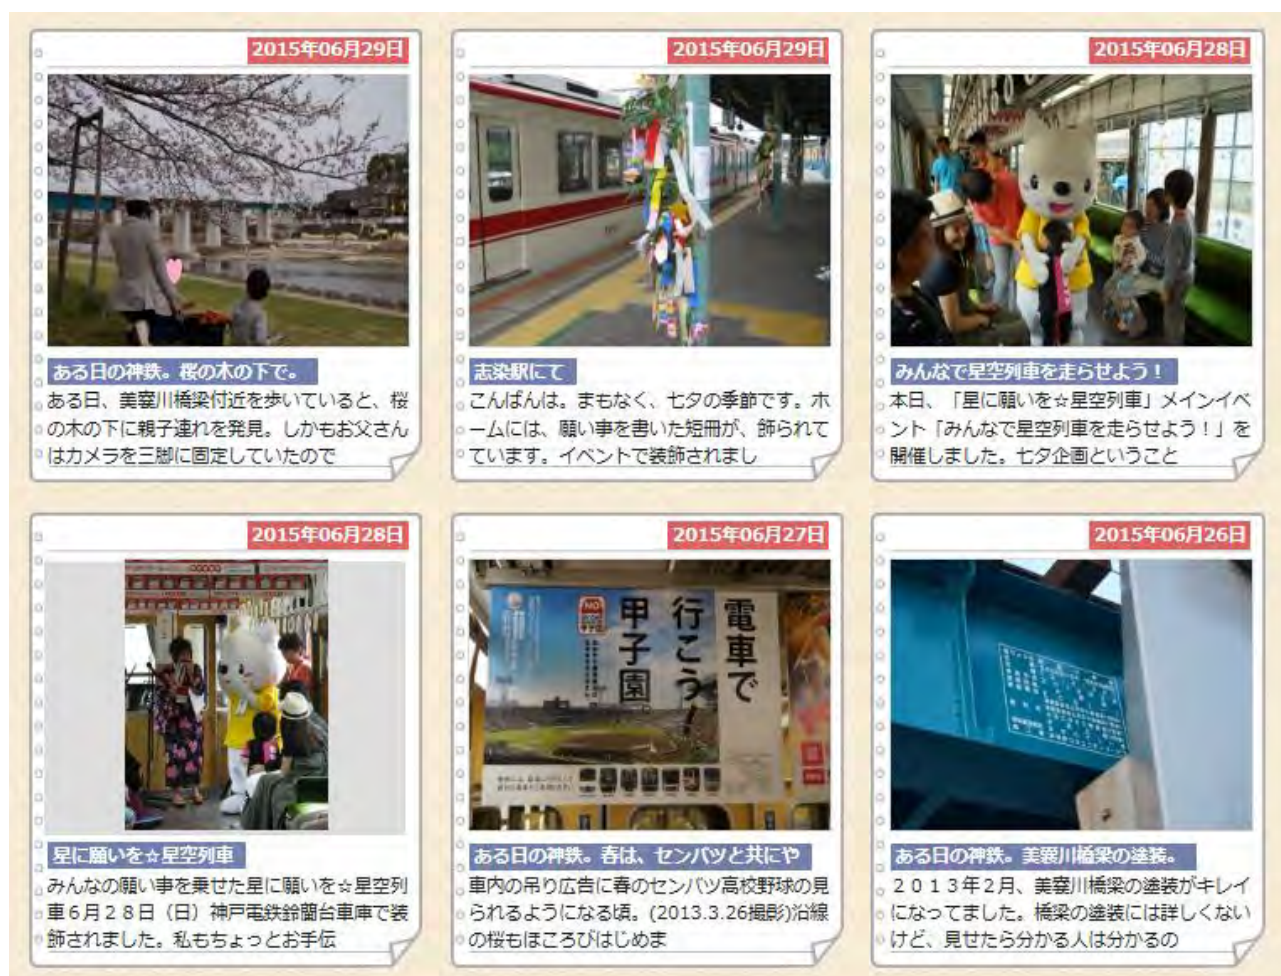 2015年06月29日
ある日の神鉄。桜の木の下で。
ある日、美嚢川橋梁付近を歩いていると、桜
の木の下に親子連れを発見。しかもお父さん
はカメラを三脚に固定していたので
2015年06月29日
志染駅にて
こんばんは。まもなく、七夕の季節です。ホ
ームには、願い事を書いた短冊が、飾られて
ています。イベントで装飾されまし
2015年06月28日
みんなで星空列車を走らせよう！
本日、「星に願いを☆星空列車」メインイベ
ント「みんなで星空列車を走らせよう！」を
開催しました。七夕企画ということ
2015年06月28日
星に願いを☆星空列車
みんなの願い事を乗せた星に願いを☆星空列
車６月２８日（日）神戸電鉄鈴蘭台車庫で装
飾されました。私もちょっとお手伝
2015年06月27日
電車で
行こう！
甲子園
NO
ある日の神鉄。春は、センバツと共にや
車内の吊り広告に春のセンバツ高校野球の見
られるようになる頃。(2013.3.26撮影)沿線
の桜もほころびはじめま
2015年06月26日
ある日の神鉄。美嚢川橋梁の塗装。
２０１３年2月、美嚢川橋梁の塗装がキレイ
になってました。橋梁の塗装には詳しくない
けど、見せたら分かる人は分かるの